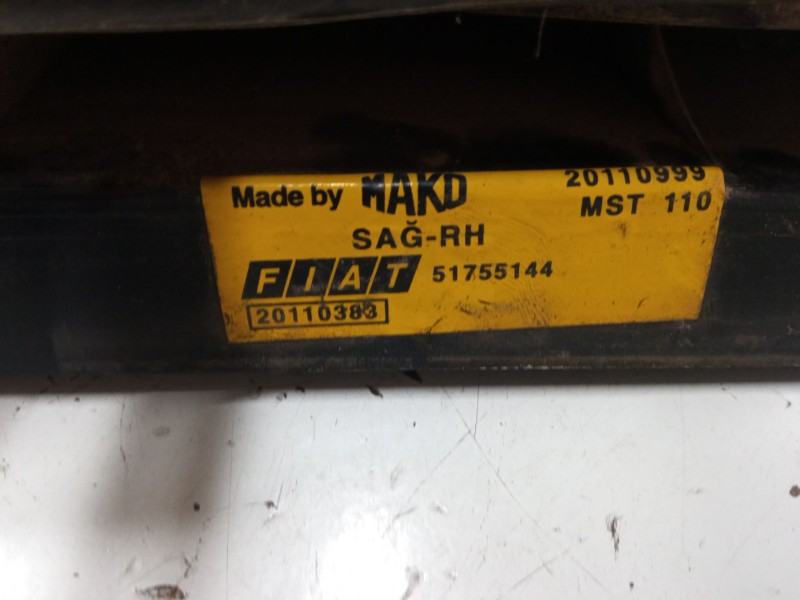 Made by MAKO 20110999
MST 110
SAĞ-RH
FIAT 51755144
20110383